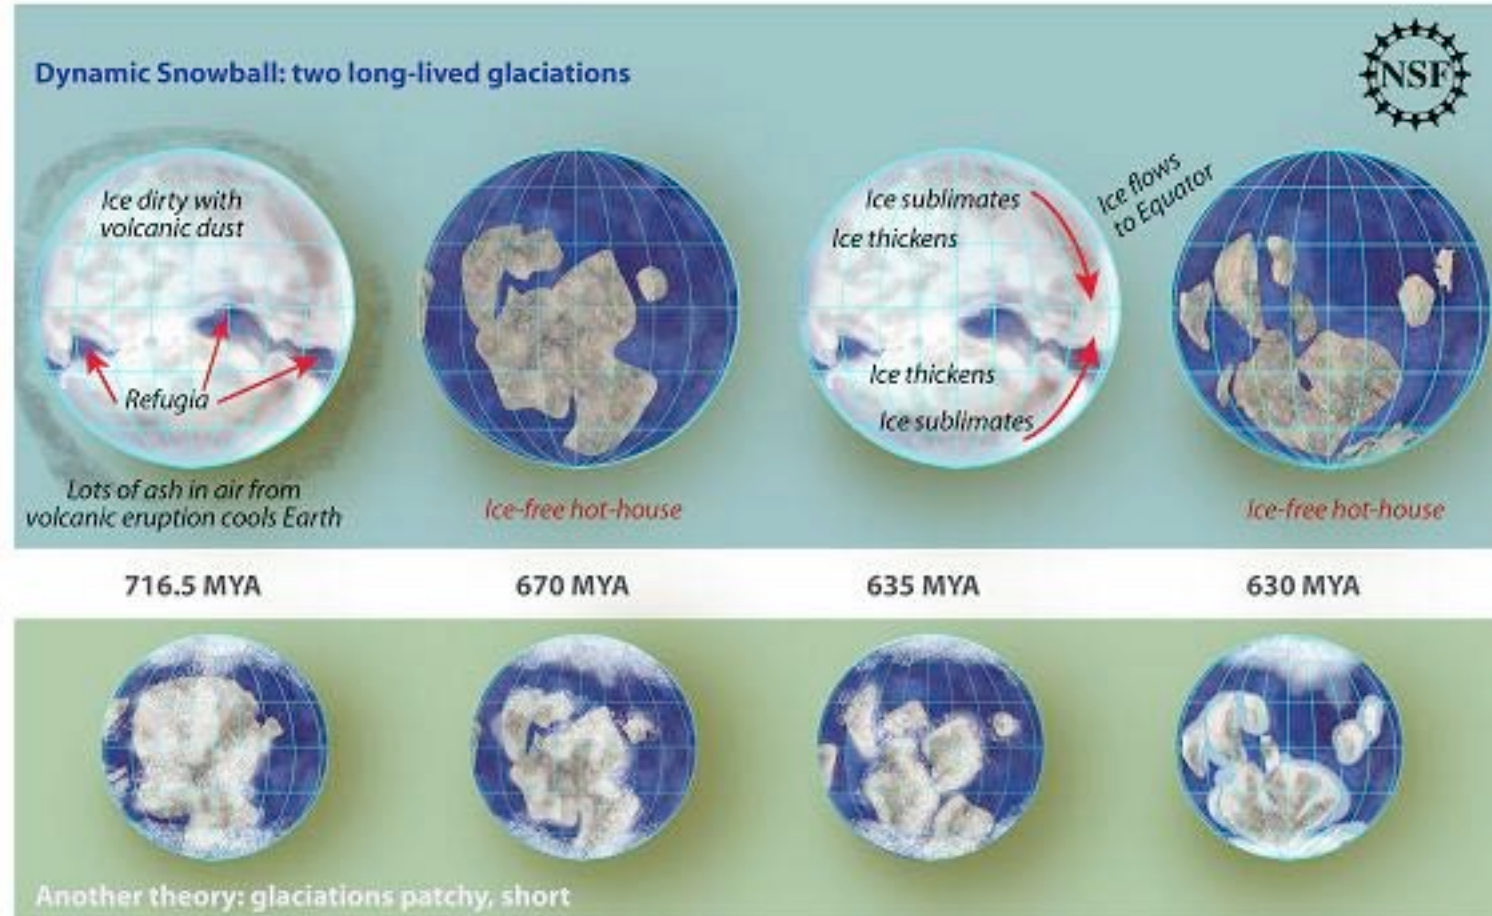 Dynamic Snowball: two long-lived glaciations
NSF
Ice dirty with
volcanic dust
Refugia
Lots of ash in air from
volcanic eruption cools Earth
Ice-free hot-house
Ice sublimates
Ice thickens
Ice flows
to Equator
Ice thickens
Ice sublimates
Ice-free hot-house
716.5 MYA
670 MYA
635 MYA
630 MYA
Another theory: glaciations patchy, short